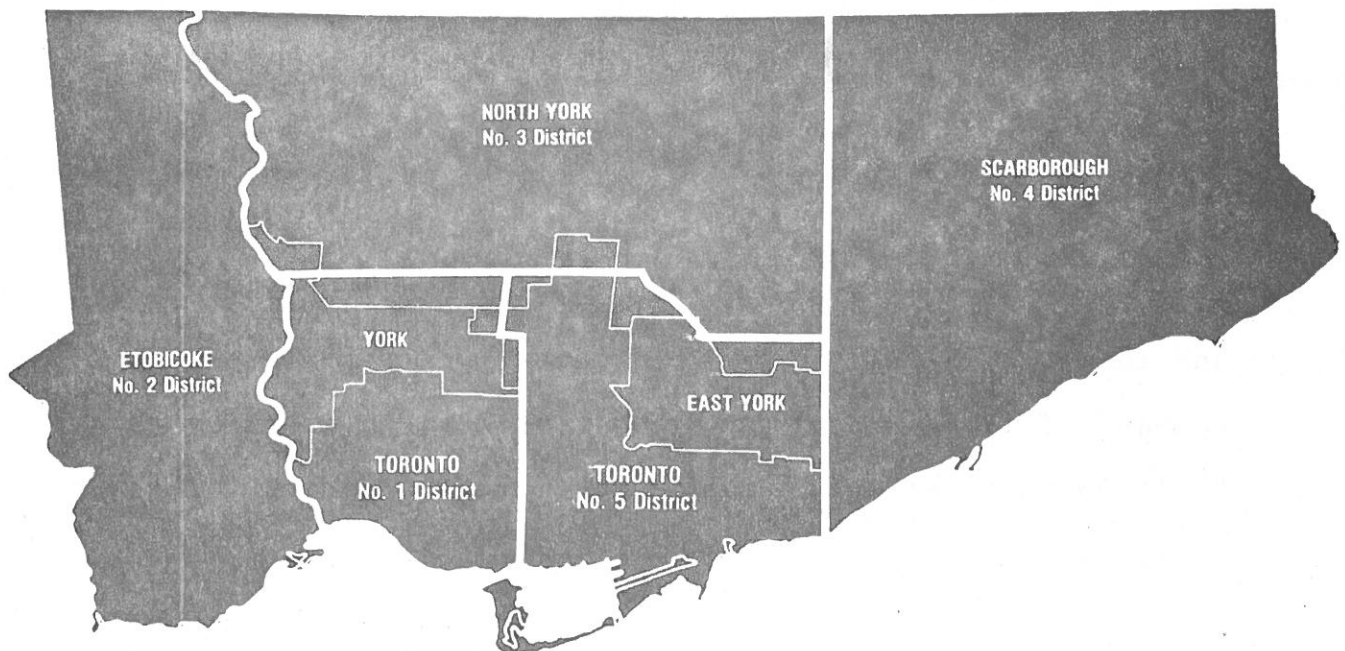 NORTH YORK
No. 3 District
SCARBOROUGH
No. 4 District
ETOBICOKE
No. 2 District
YORK
EAST YORK
TORONTO
No. 1 District
TORONTO
No. 5 District